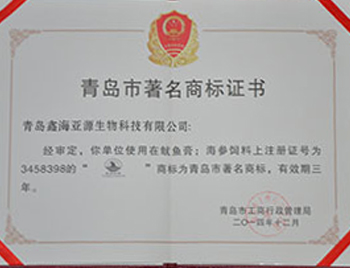 青岛市著名商标证书
青岛鑫海亚源生物科技有限公司：
经审定，你单位使用在鱿鱼膏；海参饲料上注册证号为
3458398的“ ”商标为青岛市著名商标，有效期三
年。
青岛市工商行政管理局
二〇一四年十二月